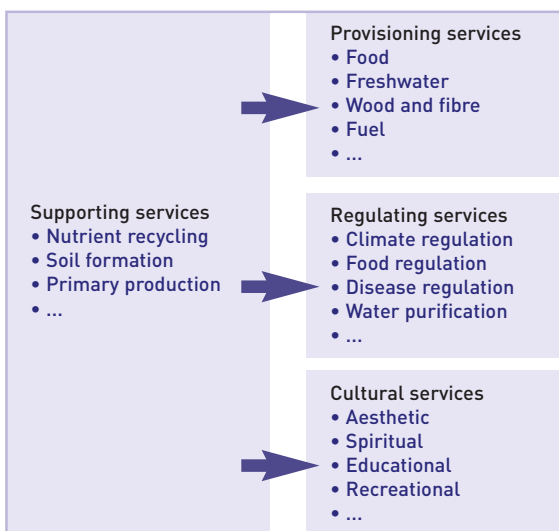 Supporting services
• Nutrient recycling
• Soil formation
• Primary production
• ...
Provisioning services
• Food
• Freshwater
• Wood and fibre
• Fuel
• ...
Regulating services
• Climate regulation
• Food regulation
• Disease regulation
• Water purification
• ...
Cultural services
• Aesthetic
• Spiritual
• Educational
• Recreational
• ...